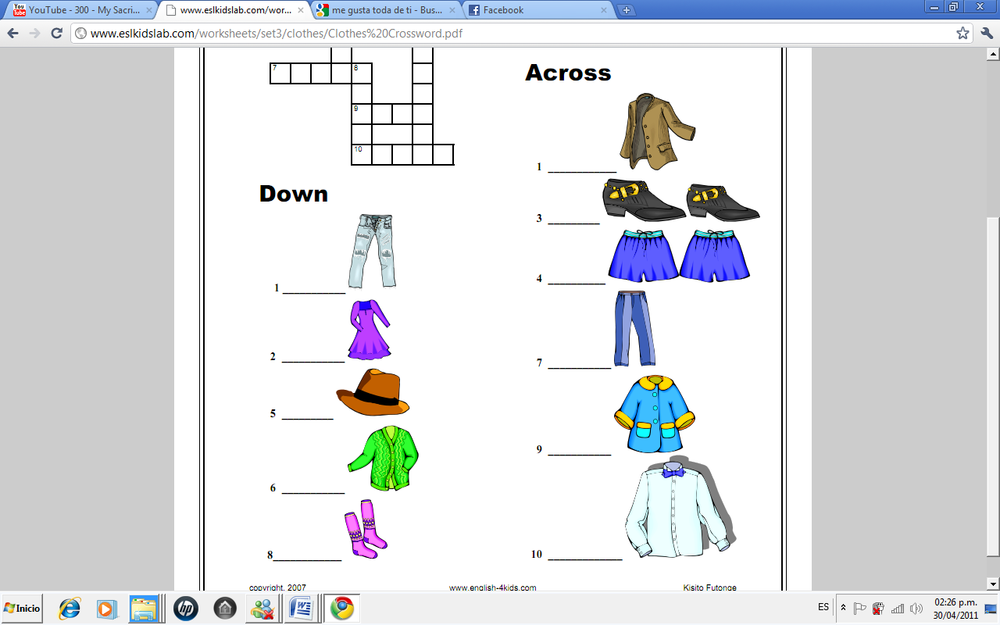 YouTube - 300 - My Sacri...
www.eslkidslab.com/wor...
me gusta toda de ti - Bus...
Facebook
www.eslkidslab.com/worksheets/set3/clothes/Clothes%20Crossword.pdf
7
8
9
10
Down
1 ___________
2 ___________
5 _________
6 ___________
8____________
Across
1 ____________
3 _________
4 __________
7 ___________
9 ___________
10 _____________
copyright, 2007
www.english-4kids.com
Kisito Futonge
Inicio
ES
02:26 p.m.
30/04/2011